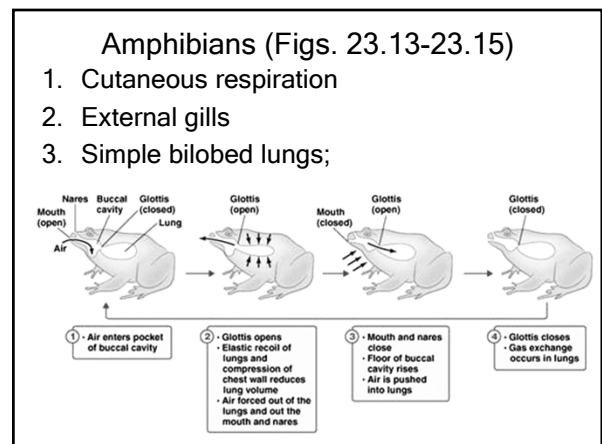 Amphibians (Figs. 23.13-23.15)
1. Cutaneous respiration
2. External gills
3. Simple bilobed lungs;
Nares
Buccal
cavity
Glottis
(closed)
Mouth
(open)
Lung
Air
Glottis
(open)
Mouth
(closed)
Glottis
(open)
Glottis
(closed)
1 • Air enters pocket
of buccal cavity
2 • Glottis opens
• Elastic recoil of
lungs and
compression of
chest wall reduces
lung volume
• Air forced out of the
lungs and out the
mouth and nares
3 • Mouth and nares
close
• Floor of buccal
cavity rises
• Air is pushed
into lungs
4 • Glottis closes
• Gas exchange
occurs in lungs